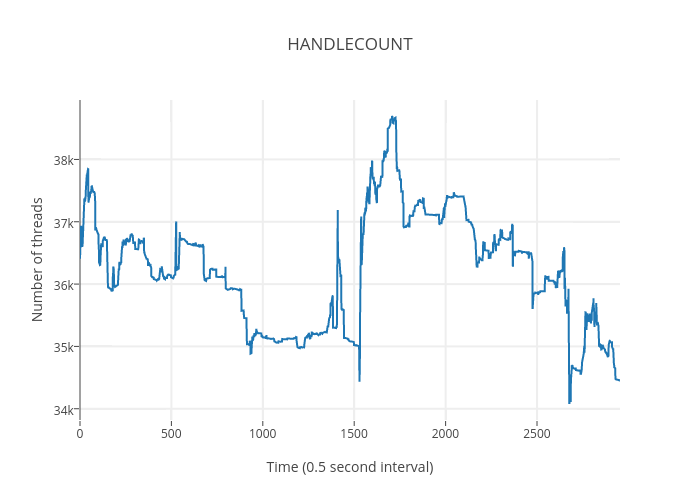 HANDLECOUNT
Number of threads
38k
37k
36k
35k
34k
0 500 1000 1500 2000 2500
Time (0.5 second interval)